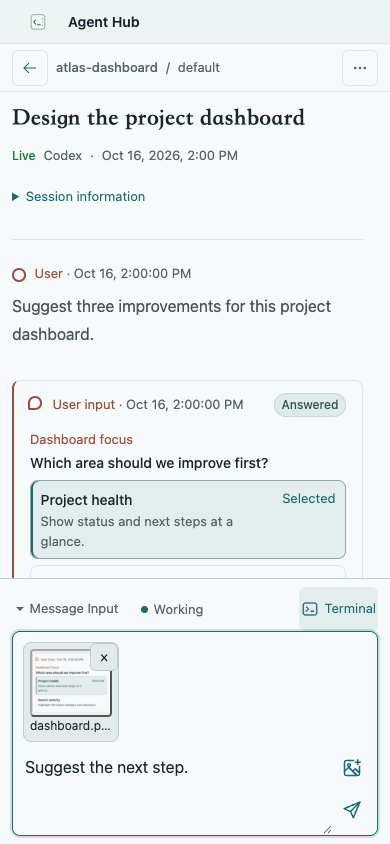 Agent Hub
atlas-dashboard / default
Design the project dashboard
Live Codex · Oct 16, 2026, 2:00 PM
Session information
User · Oct 16, 2:00:00 PM
Suggest three improvements for this project
dashboard.
User input · Oct 16, 2:00:00 PM Answered
Dashboard focus
Which area should we improve first?
Project health Selected
Show status and next steps at a
glance.
Message Input Working Terminal
dashboard.p...
Suggest the next step.